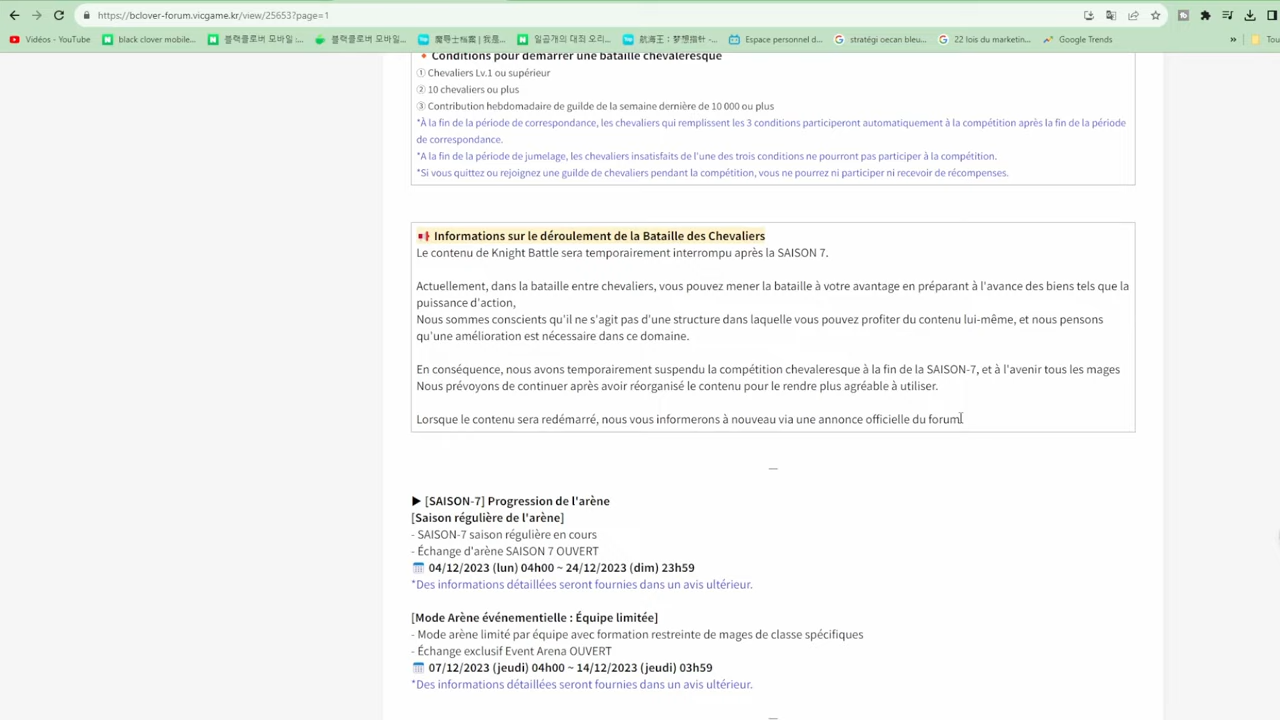 https://bclover-forum.vicgame.kr/view/25653?page=1
Vidéos - YouTube
black clover mobile...
블랙클로버 모바일 :...
블랙클로버 모바일...
魔导士档案 | 我是...
일곱개의 대죄 오리...
航海王：梦想指针 -...
Espace personnel d...
stratégi oecan bleu...
22 lois du marketin...
Google Trends
»
Tou
Conditions pour démarrer une bataille chevaleresque
① Chevaliers Lv.1 ou supérieur
② 10 chevaliers ou plus
③ Contribution hebdomadaire de guilde de la semaine dernière de 10 000 ou plus
*À la fin de la période de correspondance, les chevaliers qui remplissent les 3 conditions participeront automatiquement à la compétition après la fin de la période
de correspondance.
*A la fin de la période de jumelage, les chevaliers insatisfaits de l'une des trois conditions ne pourront pas participer à la compétition.
*Si vous quittez ou rejoignez une guilde de chevaliers pendant la compétition, vous ne pourrez ni participer ni recevoir de récompenses.
Informations sur le déroulement de la Bataille des Chevaliers
Le contenu de Knight Battle sera temporairement interrompu après la SAISON 7.
Actuellement, dans la bataille entre chevaliers, vous pouvez mener la bataille à votre avantage en préparant à l'avance des biens tels que la
puissance d'action,
Nous sommes conscients qu'il ne s'agit pas d'une structure dans laquelle vous pouvez profiter du contenu lui-même, et nous pensons
qu'une amélioration est nécessaire dans ce domaine.
En conséquence, nous avons temporairement suspendu la compétition chevaleresque à la fin de la SAISON-7, et à l'avenir tous les mages
Nous prévoyons de continuer après avoir réorganisé le contenu pour le rendre plus agréable à utiliser.
Lorsque le contenu sera redémarré, nous vous informerons à nouveau via une annonce officielle du forum.
—
▶ [SAISON-7] Progression de l'arène
[Saison régulière de l'arène]
- SAISON-7 saison régulière en cours
- Échange d'arène SAISON 7 OUVERT
04/12/2023 (lun) 04h00 ~ 24/12/2023 (dim) 23h59
*Des informations détaillées seront fournies dans un avis ultérieur.
[Mode Arène événementielle : Équipe limitée]
- Mode arène limité par équipe avec formation restreinte de mages de classe spécifiques
- Échange exclusif Event Arena OUVERT
07/12/2023 (jeudi) 04h00 ~ 14/12/2023 (jeudi) 03h59
*Des informations détaillées seront fournies dans un avis ultérieur.
—